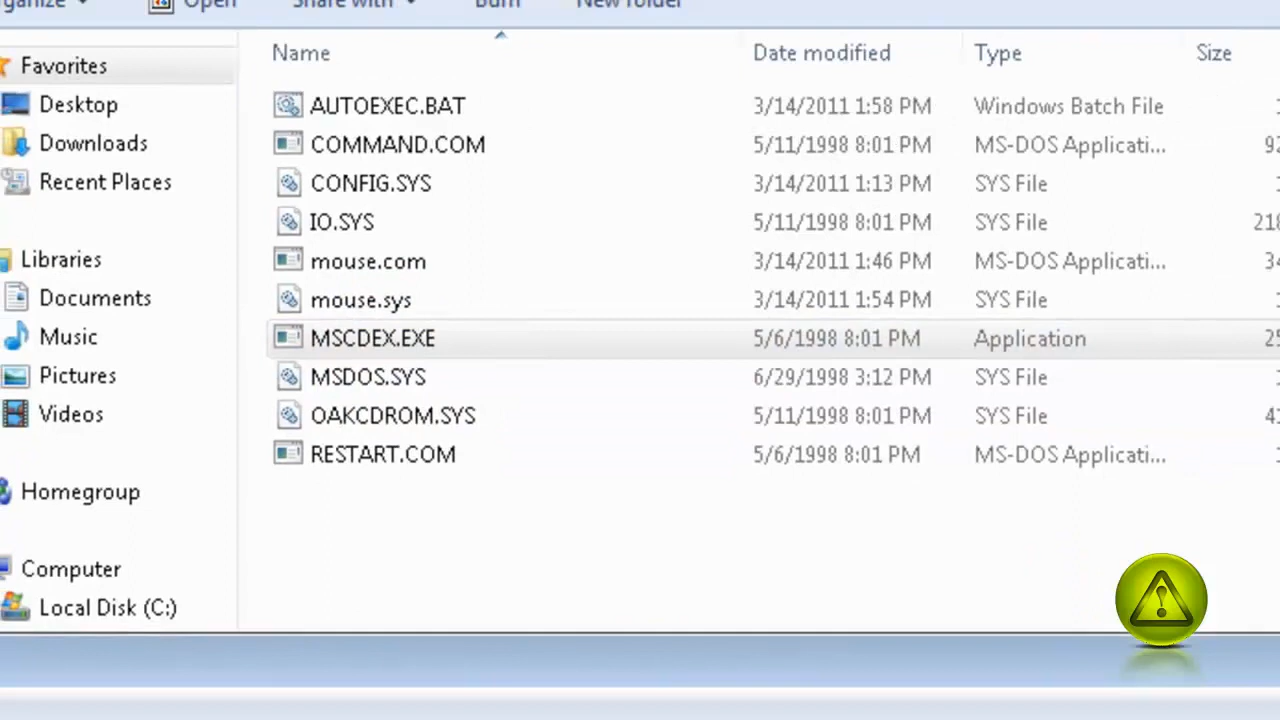 Organize Open Share with Burn New folder
Name Date modified Type Size
Favorites
Desktop
Downloads
Recent Places
Libraries
Documents
Music
Pictures
Videos
Homegroup
Computer
Local Disk (C:)
AUTOEXEC.BAT 3/14/2011 1:58 PM Windows Batch File
COMMAND.COM 5/11/1998 8:01 PM MS-DOS Applicati...
CONFIG.SYS 3/14/2011 1:13 PM SYS File
IO.SYS 5/11/1998 8:01 PM SYS File 218
mouse.com 3/14/2011 1:46 PM MS-DOS Applicati...
mouse.sys 3/14/2011 1:54 PM SYS File
MSCDEX.EXE 5/6/1998 8:01 PM Application 25
MSDOS.SYS 6/29/1998 3:12 PM SYS File
OAKCDROM.SYS 5/11/1998 8:01 PM SYS File
RESTART.COM 5/6/1998 8:01 PM MS-DOS Applicati...